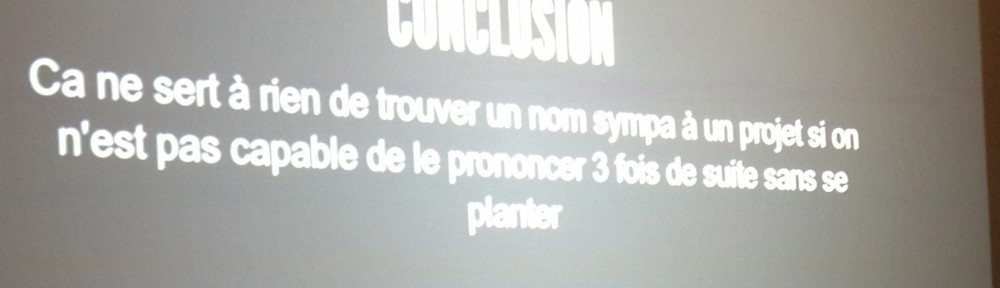 CONCLUSION
Ca ne sert à rien de trouver un nom sympa à un projet si on
n'est pas capable de le prononcer 3 fois de suite sans se
planter